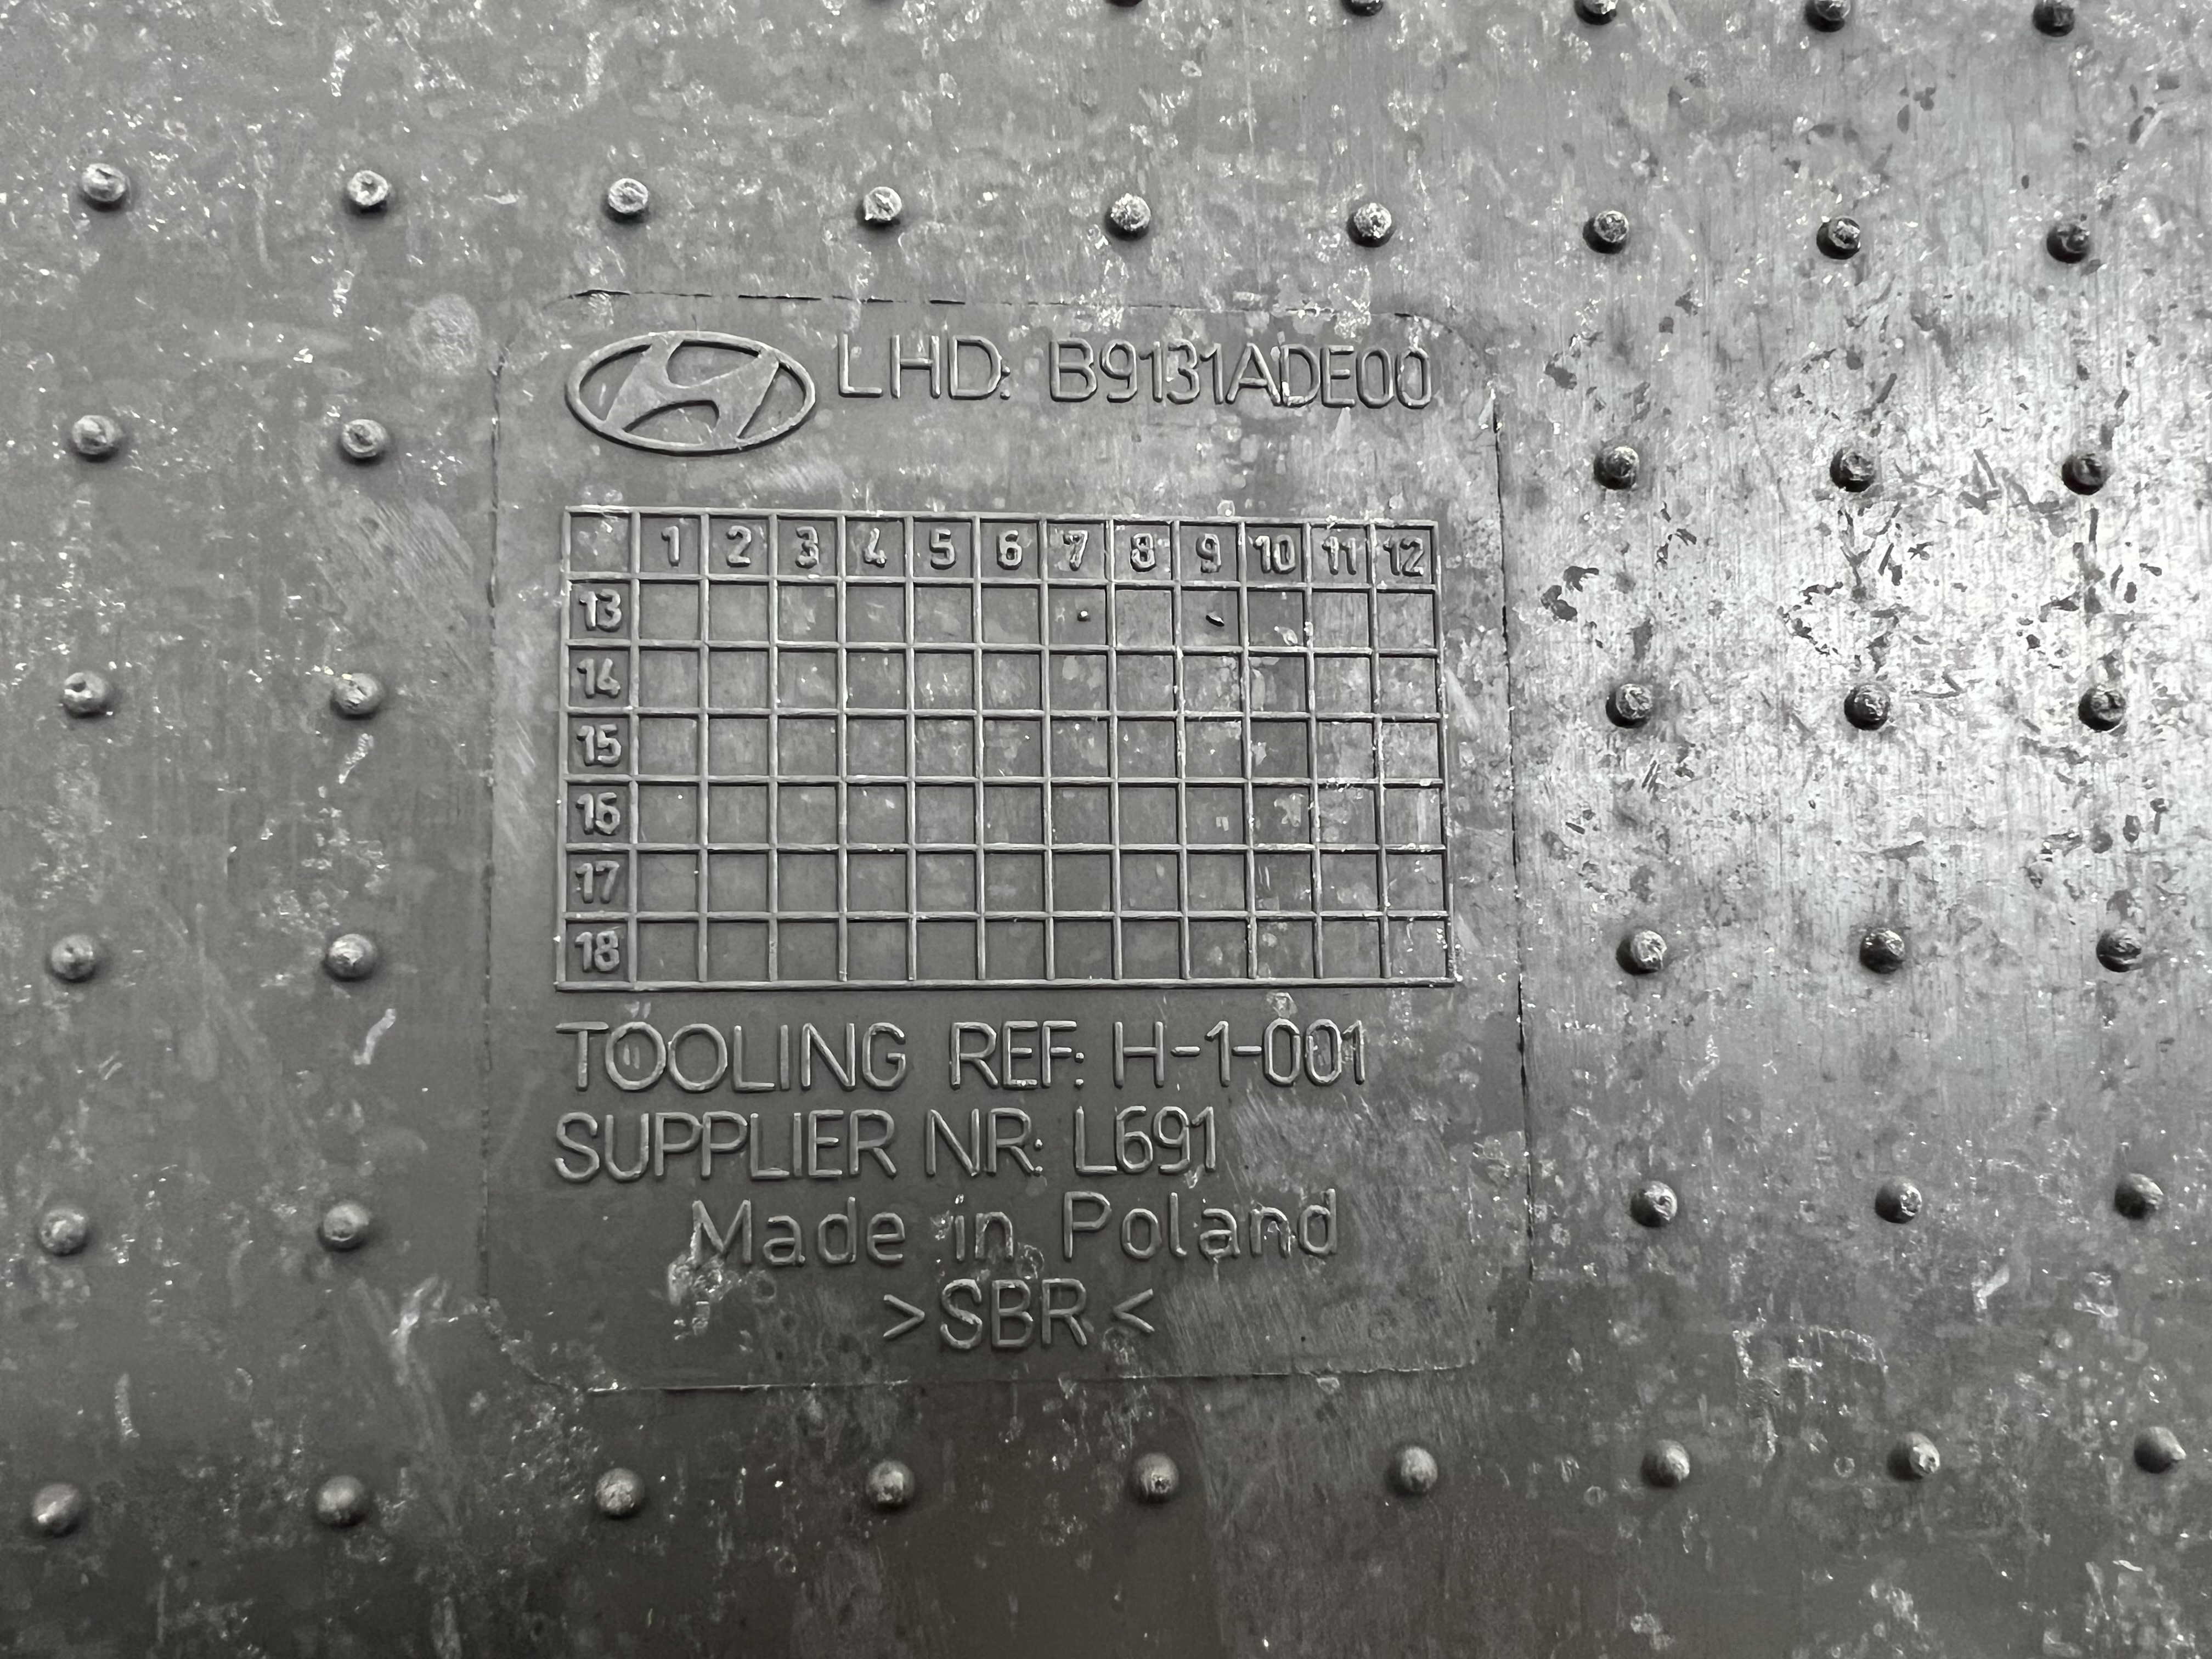 LHD: B9131ADE00
1 2 3 4 5 6 7 8 9 10 11 12
13
14
15
16
17
18
TOOLING REF: H-1-001
SUPPLIER NR: L691
Made in Poland
>SBR<